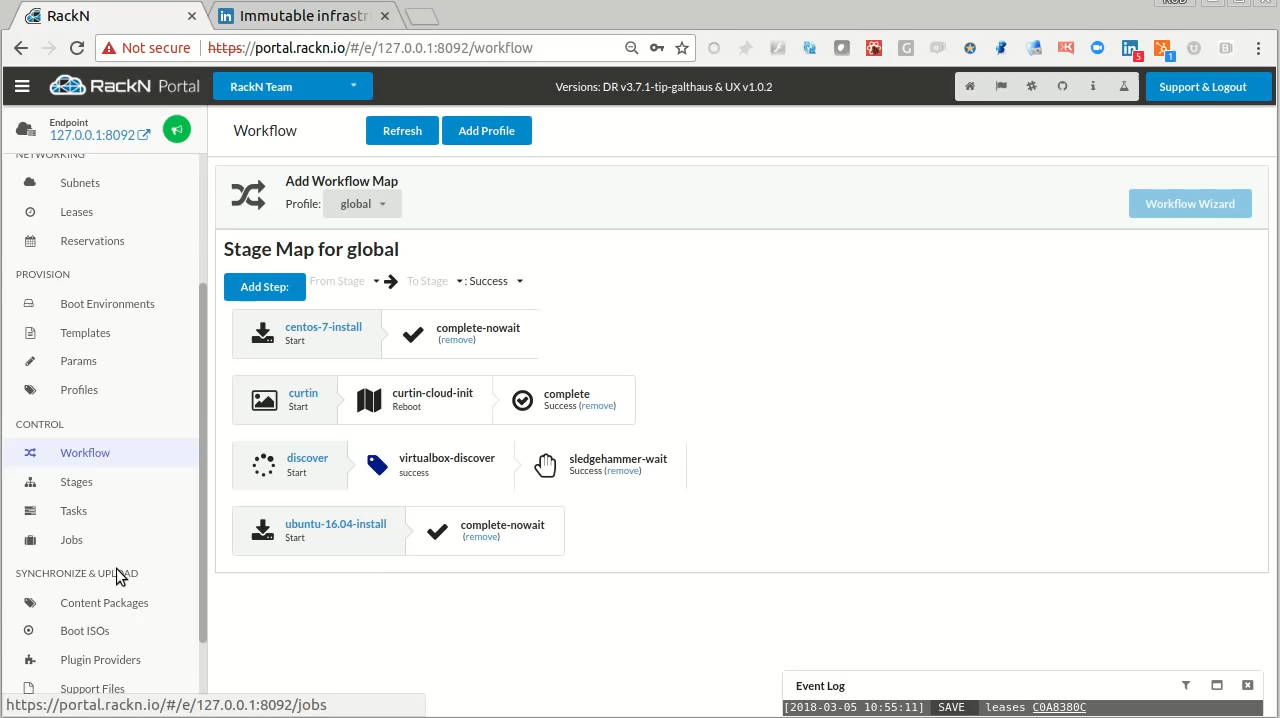 RackN
Immutable infrastr
Not secure https://portal.rackn.io/#/e/127.0.0.1:8092/workflow
5
1
RackN Portal
RackN Team
Versions: DR v3.7.1-tip-galthaus & UX v1.0.2
Support & Logout
Endpoint
127.0.0.1:8092
Workflow
Refresh
Add Profile
NETWORKING
Subnets
Leases
Reservations
PROVISION
Boot Environments
Templates
Params
Profiles
CONTROL
Workflow
Stages
Tasks
Jobs
SYNCHRONIZE & UPLOAD
Content Packages
Boot ISOs
Plugin Providers
Support Files
Add Workflow Map
Profile: global
Workflow Wizard
Stage Map for global
Add Step: From Stage To Stage : Success
centos-7-install
Start
complete-nowait
(remove)
curtin
Start
curtin-cloud-init
Reboot
complete
Success (remove)
discover
Start
virtualbox-discover
success
sledgehammer-wait
Success (remove)
ubuntu-16.04-install
Start
complete-nowait
(remove)
Event Log
[2018-03-05 10:55:11] SAVE leases C0A8380C
https://portal.rackn.io/#/e/127.0.0.1:8092/jobs